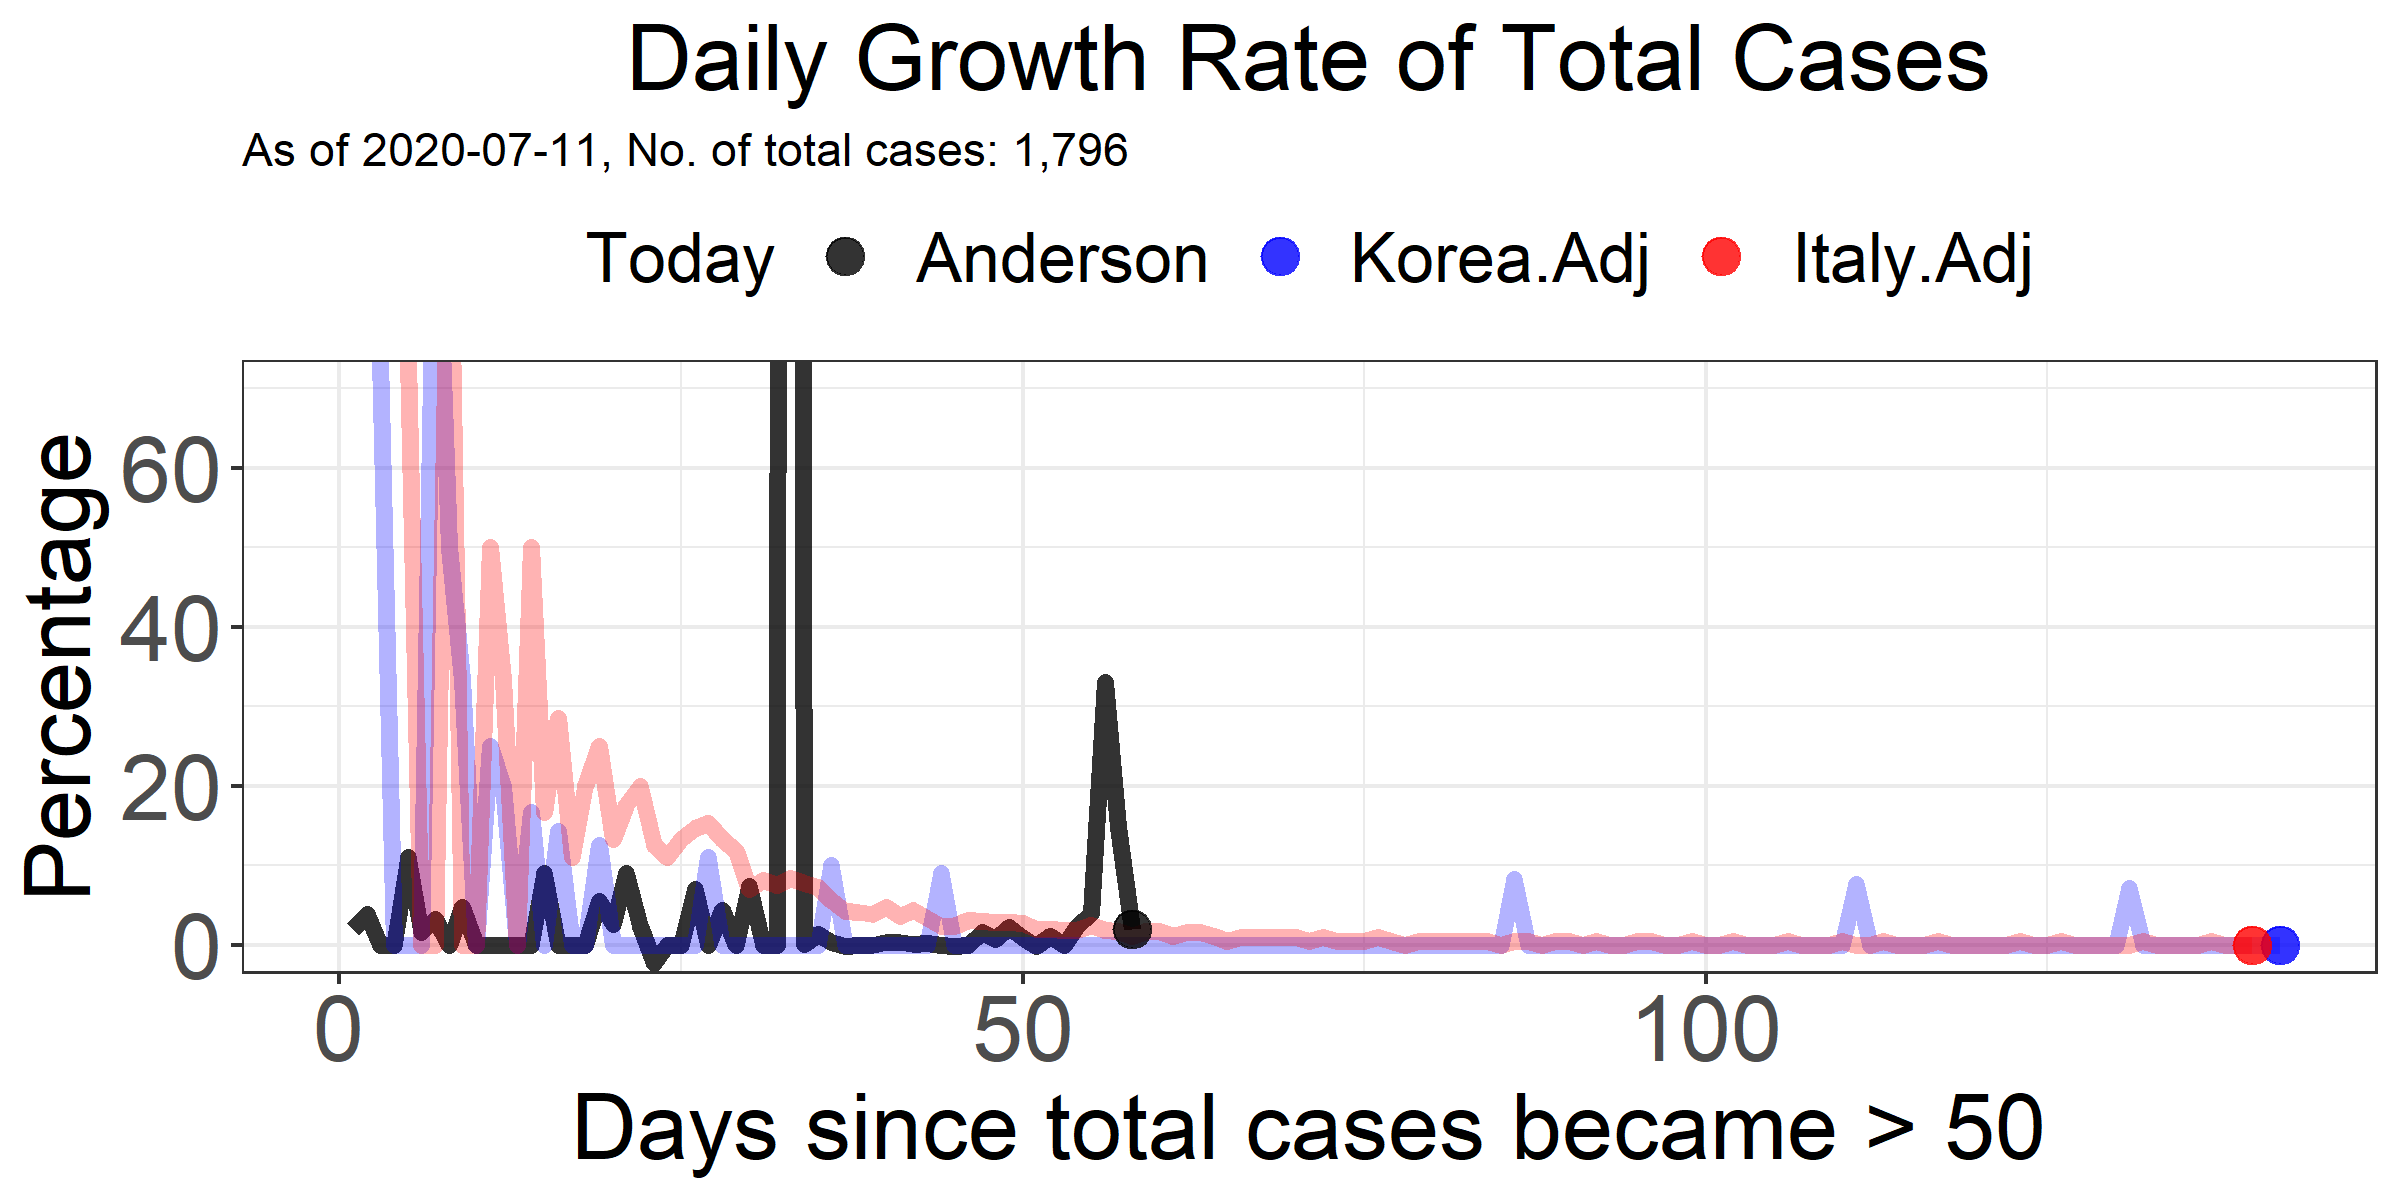 Daily Growth Rate of Total Cases
As of 2020-07-11, No. of total cases: 1,796
Today Anderson Korea.Adj Italy.Adj
Percentage
60
40
20
0
0 50 100
Days since total cases became > 50